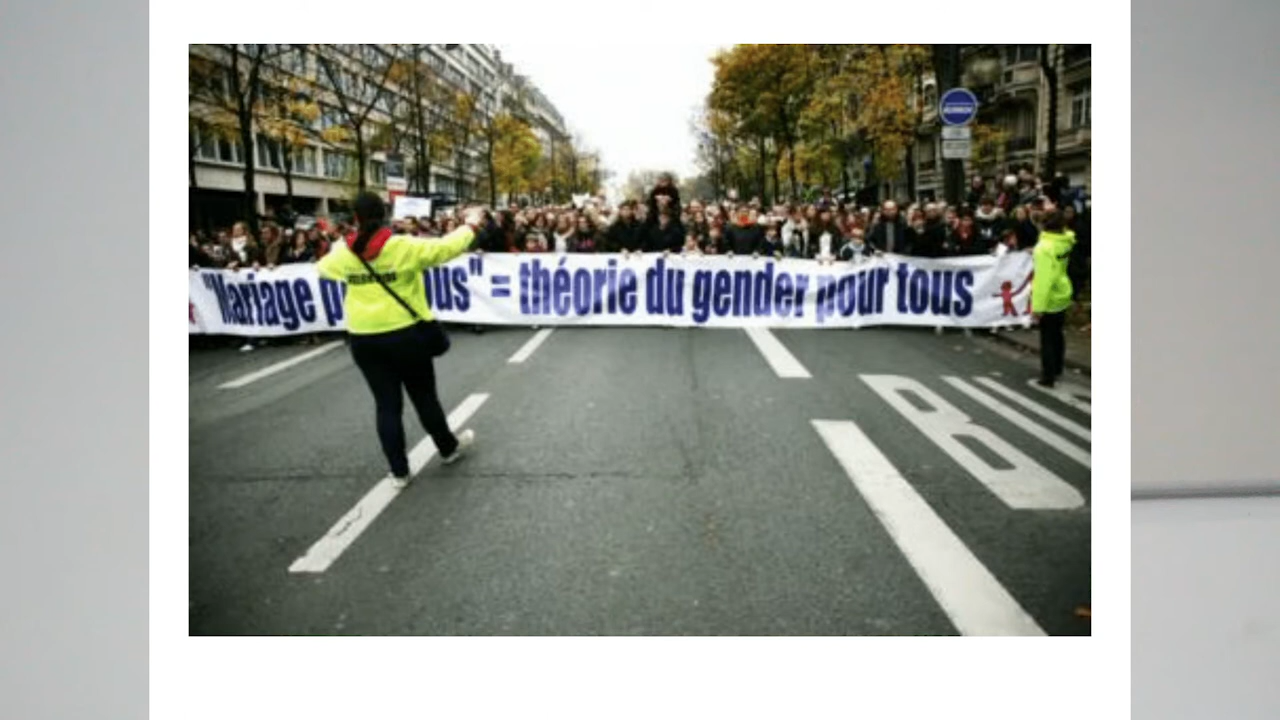 "Mariage p ous" = théorie du gender pour tous
B